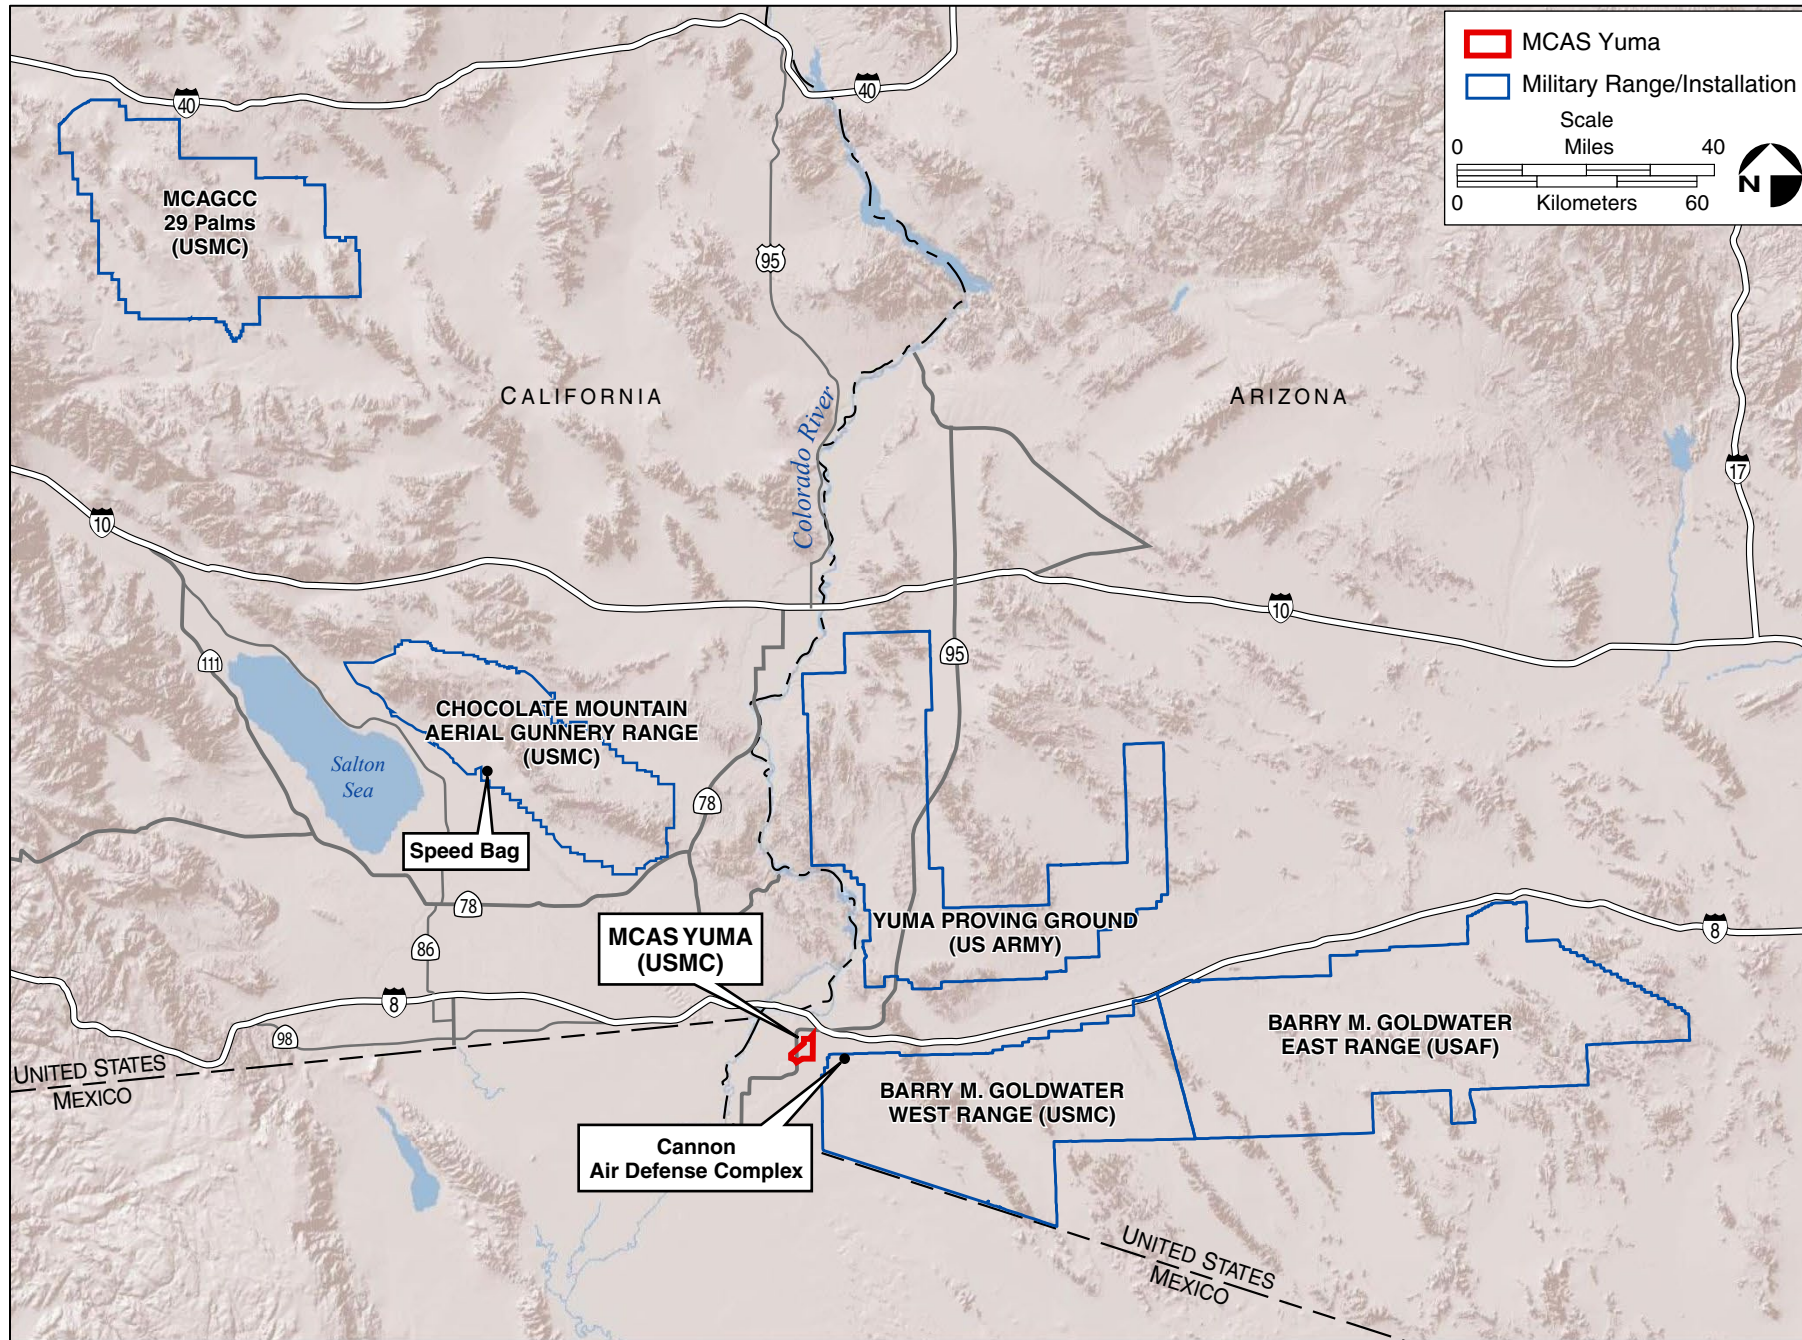 MCAS Yuma
Military Range/Installation
Scale
0 Miles 40
0 Kilometers 60
N
40
40
MCAGCC
29 Palms
(USMC)
95
CALIFORNIA
ARIZONA
Colorado River
17
10
10
111
95
CHOCOLATE MOUNTAIN
AERIAL GUNNERY RANGE
(USMC)
Salton
Sea
78
Speed Bag
78
YUMA PROVING GROUND
(US ARMY)
MCAS YUMA
(USMC)
86
8
8
98
BARRY M. GOLDWATER
EAST RANGE (USAF)
UNITED STATES
MEXICO
BARRY M. GOLDWATER
WEST RANGE (USMC)
Cannon
Air Defense Complex
UNITED STATES
MEXICO